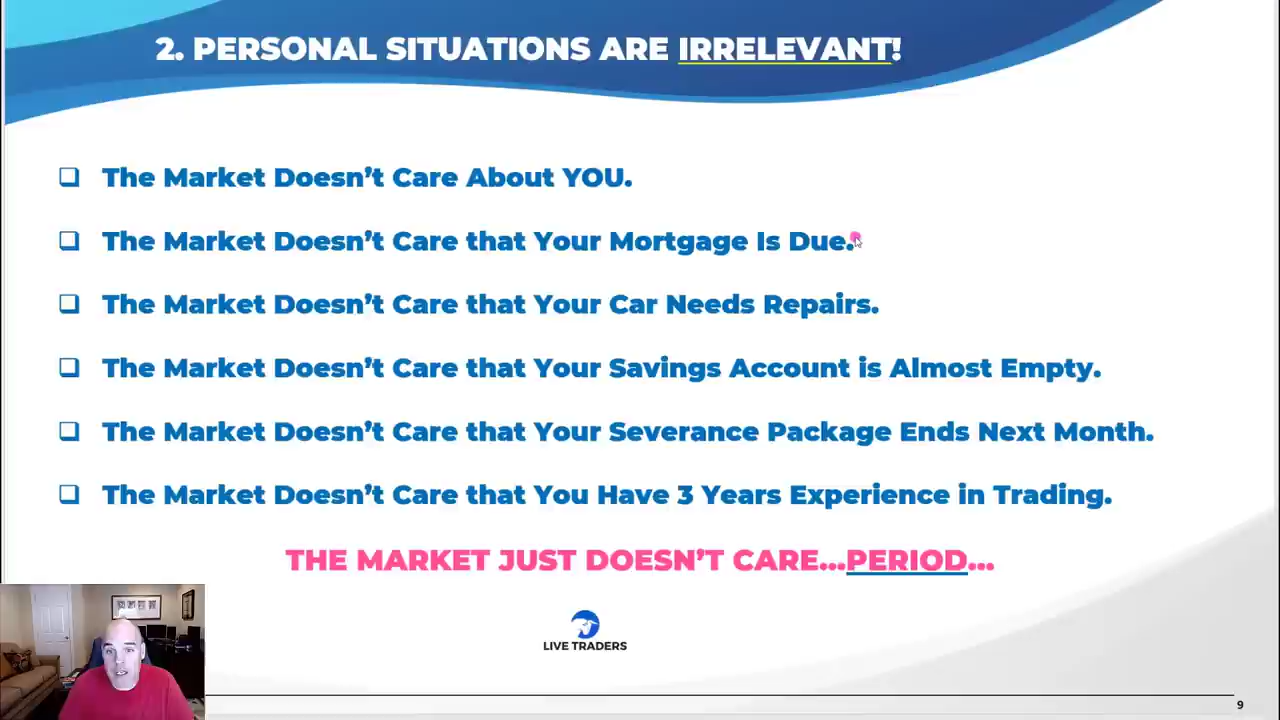 2. PERSONAL SITUATIONS ARE IRRELEVANT!
The Market Doesn’t Care About YOU.
The Market Doesn’t Care that Your Mortgage Is Due.
The Market Doesn’t Care that Your Car Needs Repairs.
The Market Doesn’t Care that Your Savings Account is Almost Empty.
The Market Doesn’t Care that Your Severance Package Ends Next Month.
The Market Doesn’t Care that You Have 3 Years Experience in Trading.
THE MARKET JUST DOESN’T CARE...PERIOD...
LIVE TRADERS
9